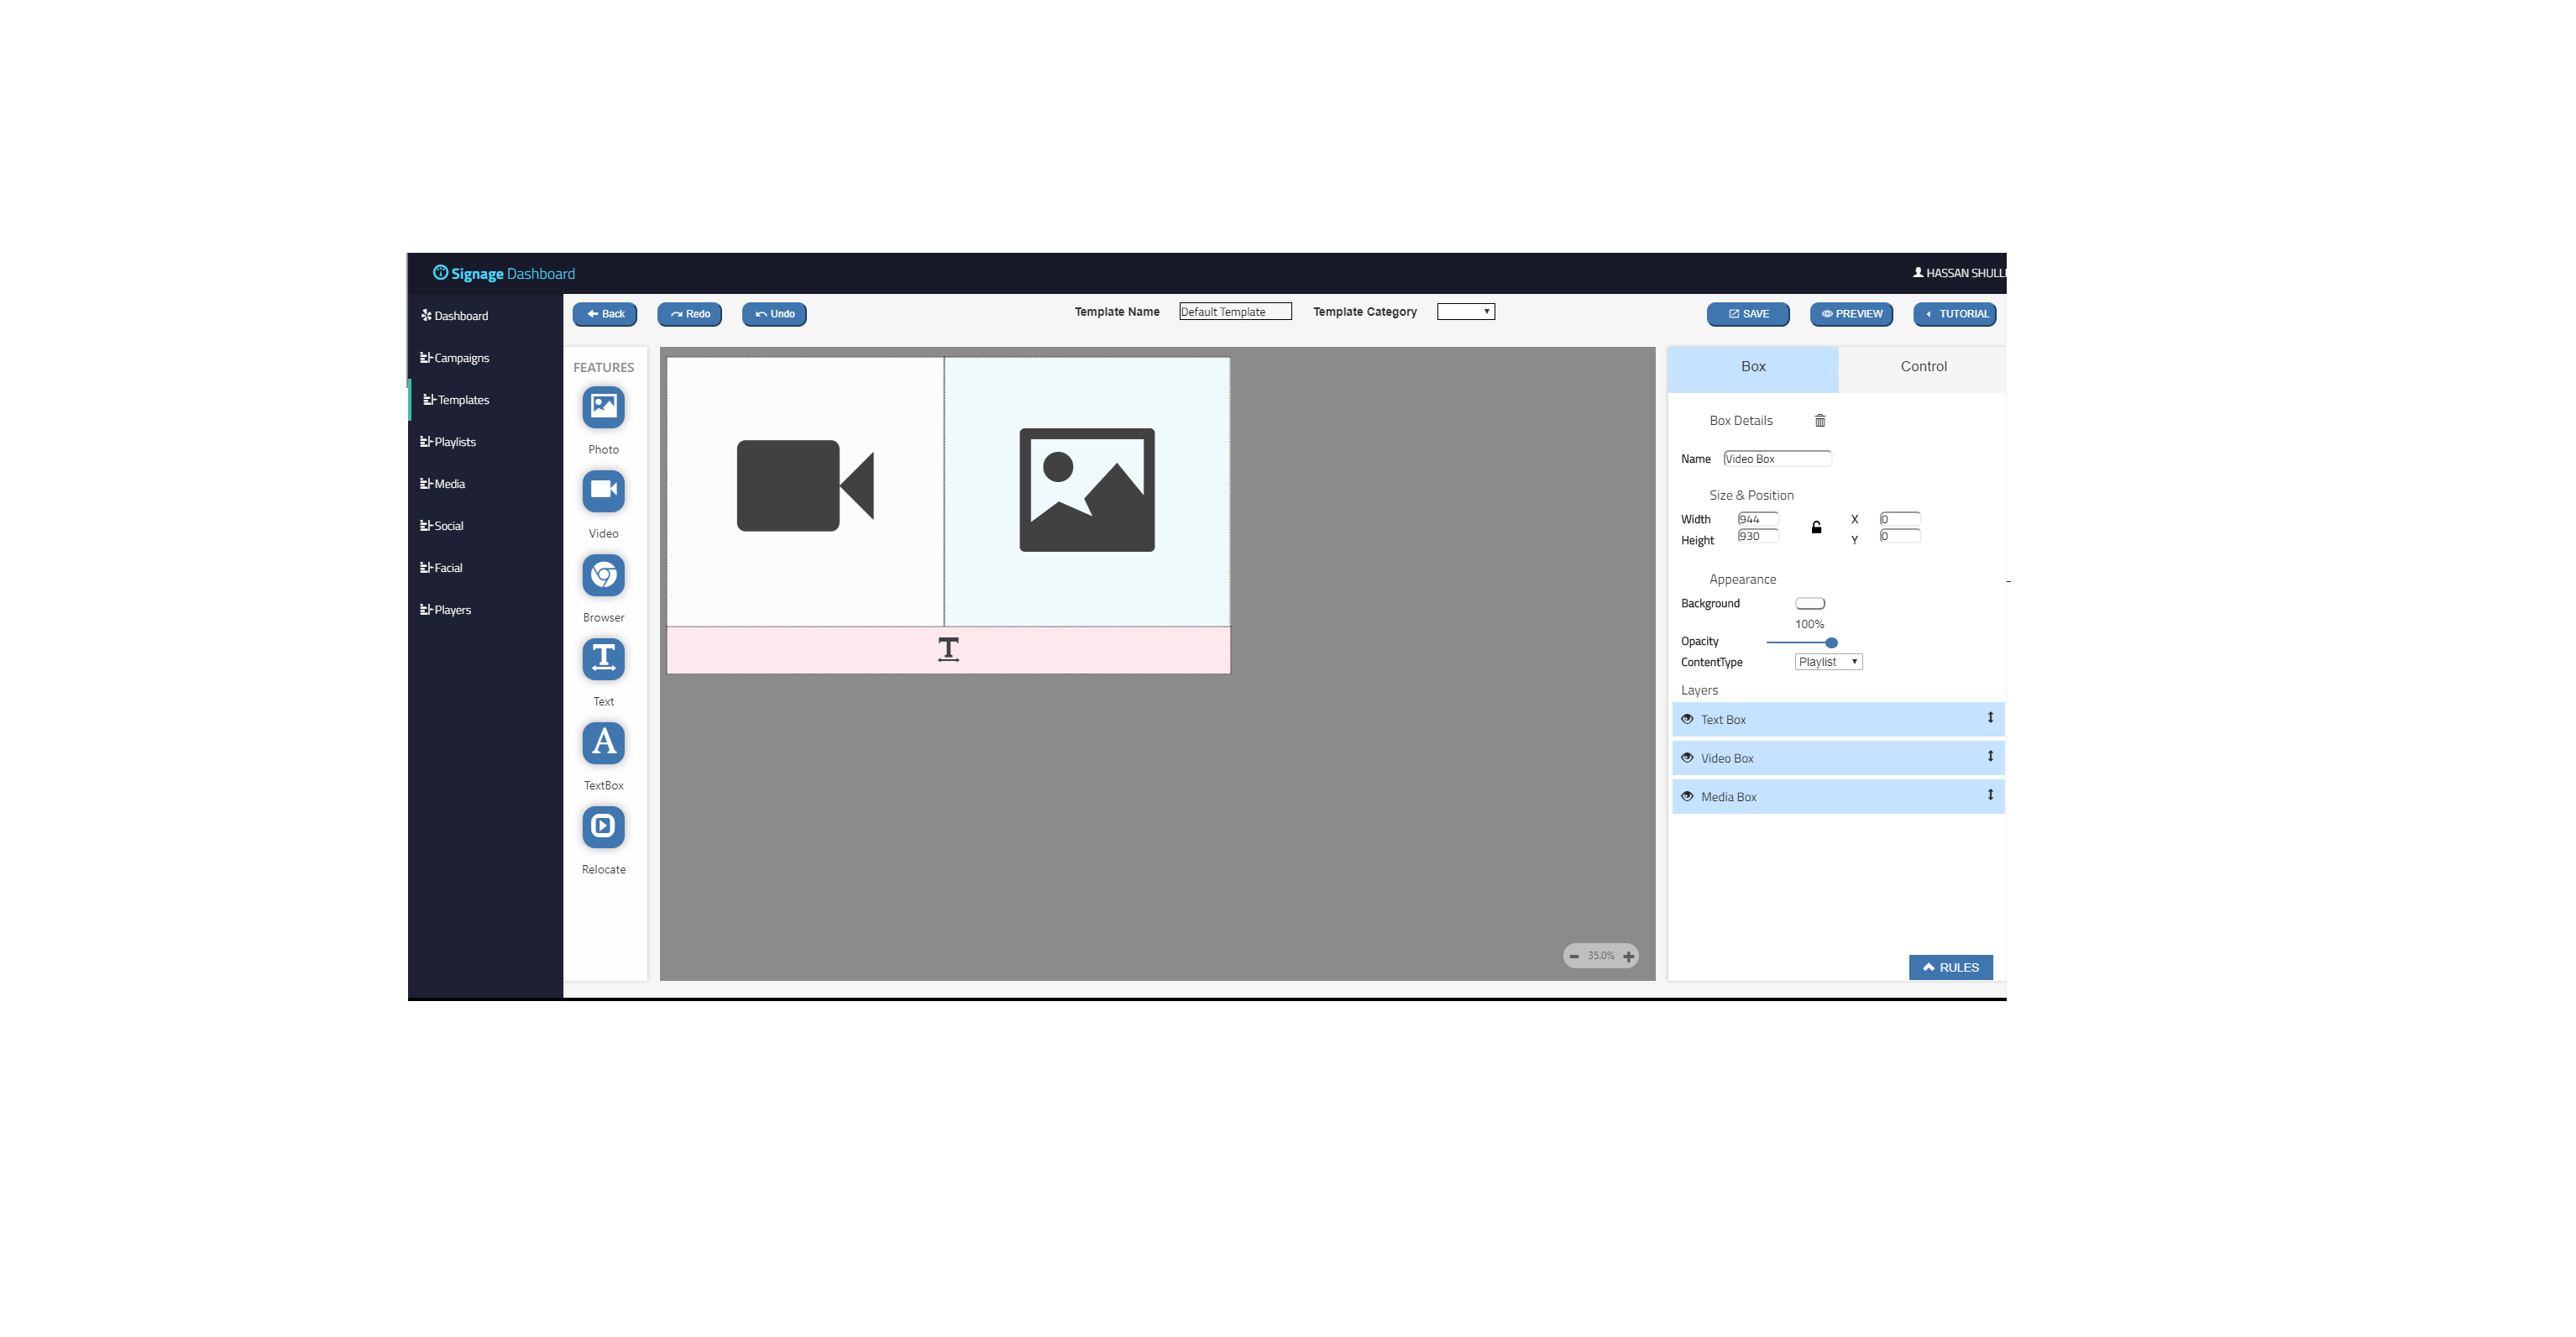 Signage Dashboard
HASSAN SHULLI
Dashboard
Campaigns
Templates
Playlists
Media
Social
Facial
Players
Back
Redo
Undo
Template Name
Default Template
Template Category
SAVE
PREVIEW
TUTORIAL
FEATURES
Photo
Video
Browser
Text
TextBox
Relocate
35.0%
Box
Control
Box Details
Name
Video Box
Size & Position
Width
944
X
0
Height
930
Y
0
Appearance
Background
100%
Opacity
ContentType
Playlist
Layers
Text Box
Video Box
Media Box
RULES